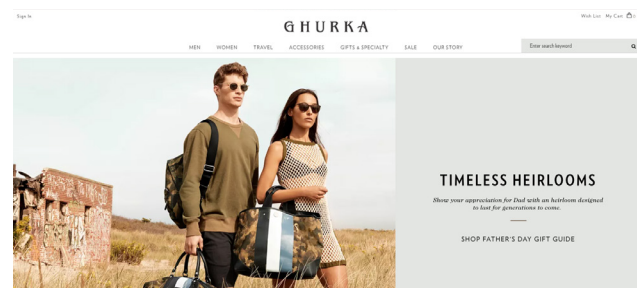 Sign In
Wish List My Cart 0
GHURKA
MEN WOMEN TRAVEL ACCESSORIES GIFTS & SPECIALTY SALE OUR STORY
Enter search keyword
TIMELESS HEIRLOOMS
Show your appreciation for Dad with an heirloom designed
to last for generations to come.
SHOP FATHER'S DAY GIFT GUIDE